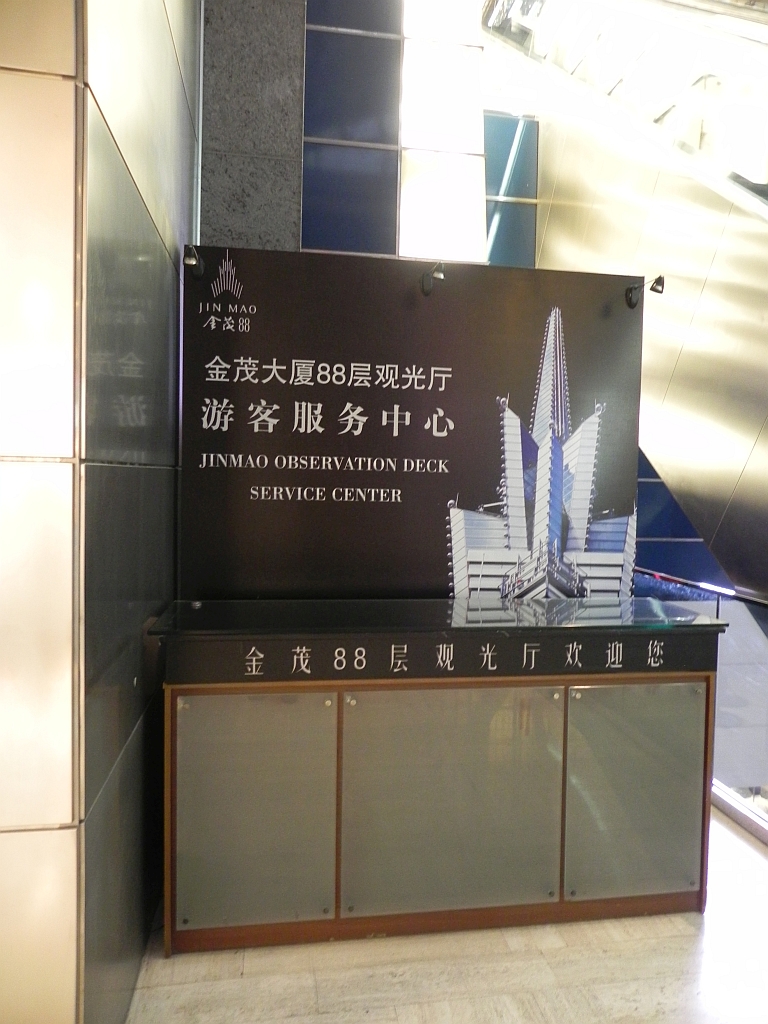 JIN MAO
金茂88
金茂大厦88层观光厅
游客服务中心
JINMAO OBSERVATION DECK
SERVICE CENTER
金茂88层观光厅欢迎您